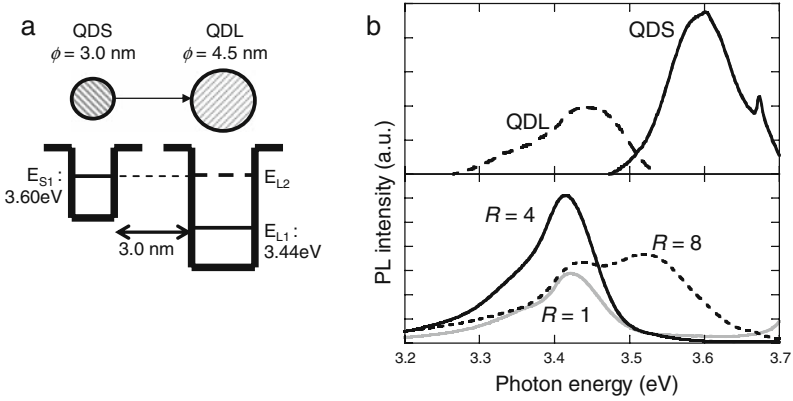 a
QDS
QDL
ϕ = 3.0 nm
ϕ = 4.5 nm
E_S1 :
3.60eV
E_L2
3.0 nm
E_L1 :
3.44eV
b
QDS
QDL
PL intensity (a.u.)
R = 4
R = 8
R = 1
3.2 3.3 3.4 3.5 3.6 3.7
Photon energy (eV)